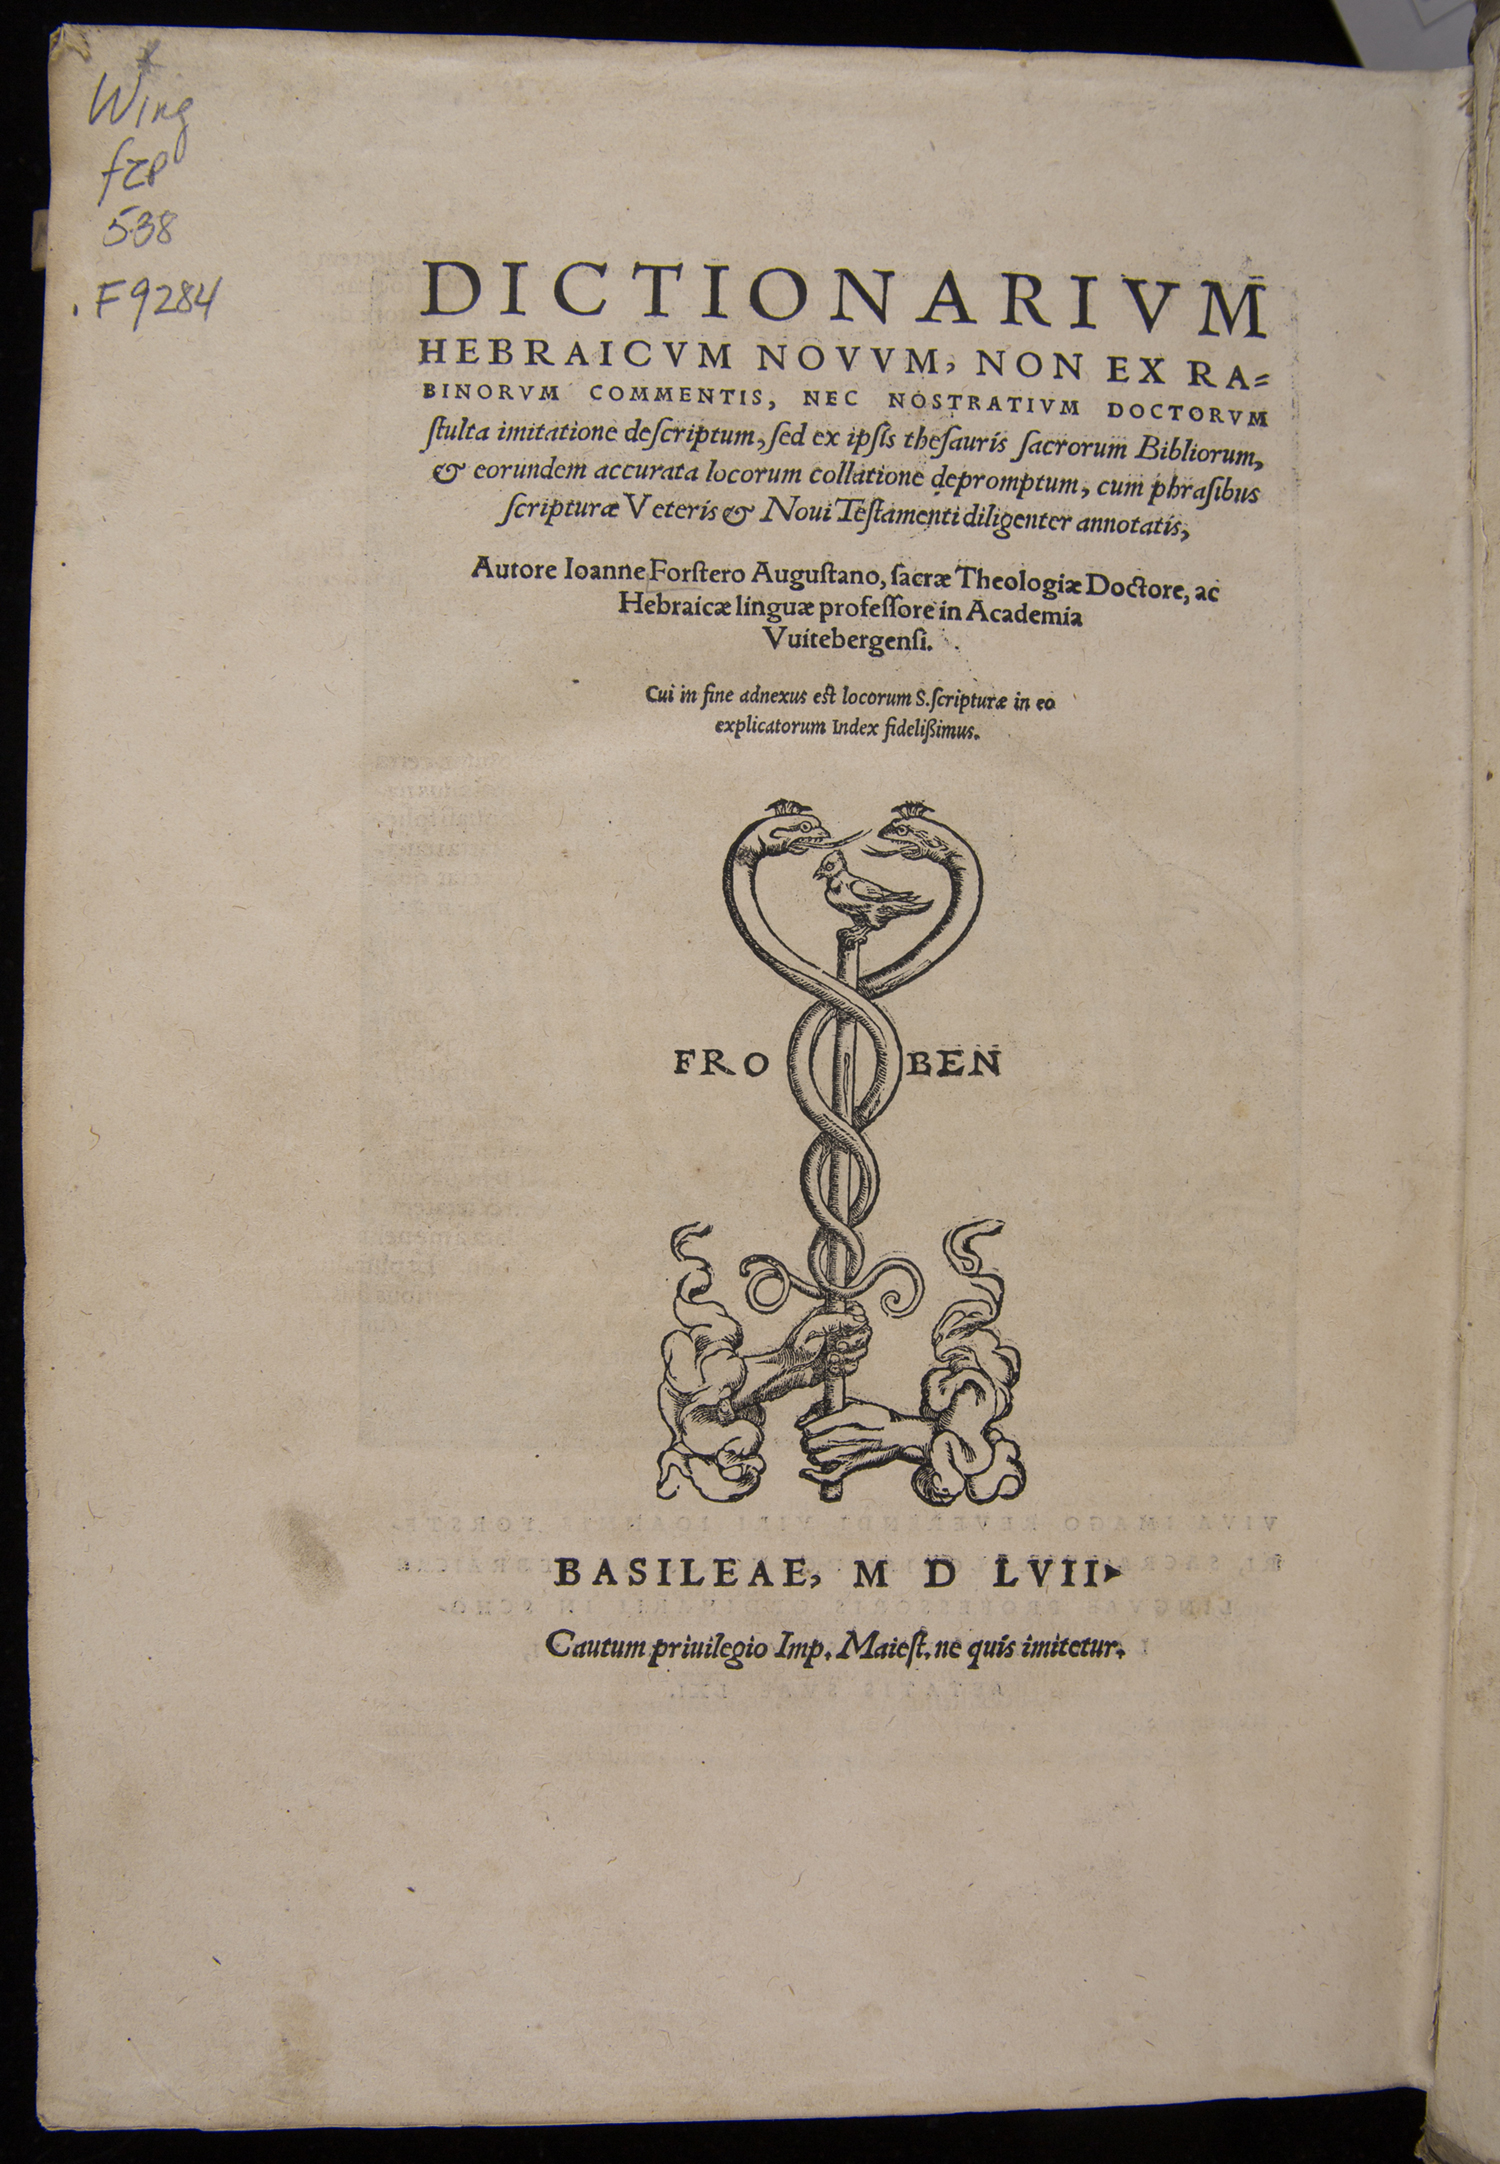 Wing
fZP
538
.F9284
DICTIONARIVM
HEBRAICVM NOVVM, NON EX RA=
BINORVM COMMENTIS, NEC NOSTRATIVM DOCTORVM
ſtulta imitatione deſcriptum, ſed ex ipſis theſauris ſacrorum Bibliorum,
& eorundem accurata locorum collatione depromptum, cum phraſibus
ſcripturæ Veteris & Noui Teſtamenti diligenter annotatis,
Autore Ioanne Forſtero Auguſtano, ſacræ Theologiæ Doctore, ac
Hebraicæ linguæ profeſſore in Academia
Vuitebergenſi.
Cui in fine adnexus eſt locorum S. ſcripturæ in eo
explicatorum Index fideliſsimus.
FRO BEN
BASILEAE, M D LVII
Cautum priuilegio Imp. Maieſt. ne quis imitetur.